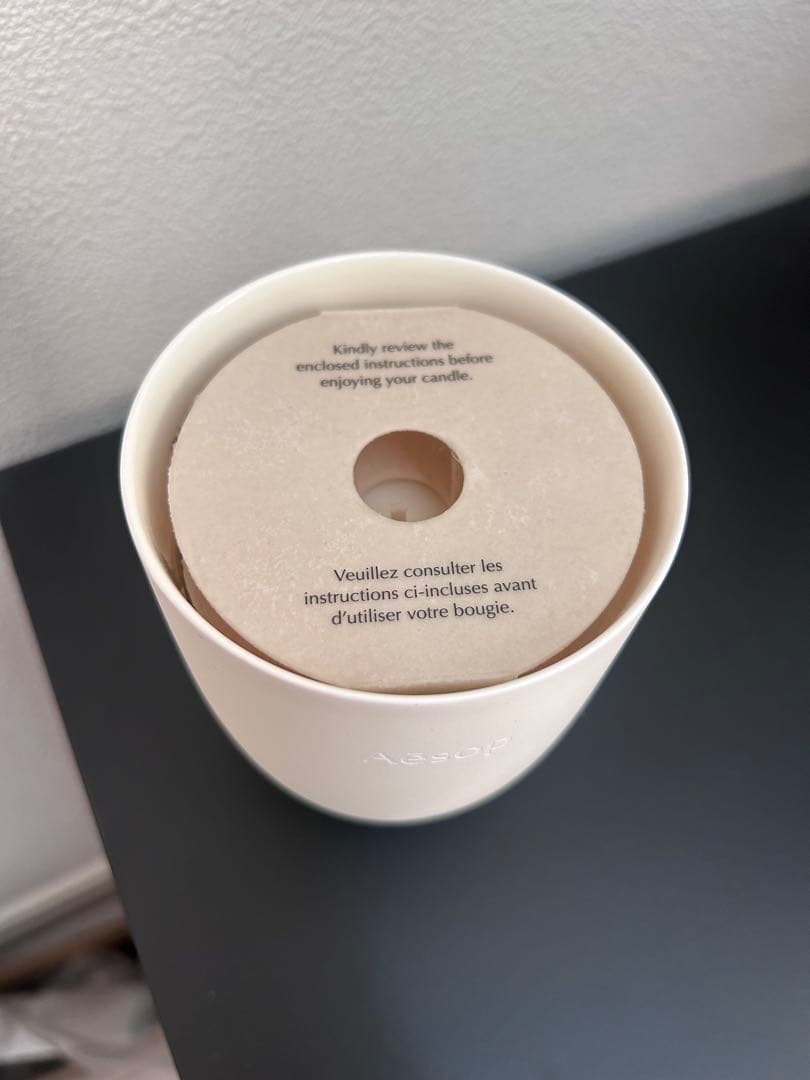 Kindly review the
enclosed instructions before
enjoying your candle.
Veuillez consulter les
instructions ci-incluses avant
d’utiliser votre bougie.
Aēsop